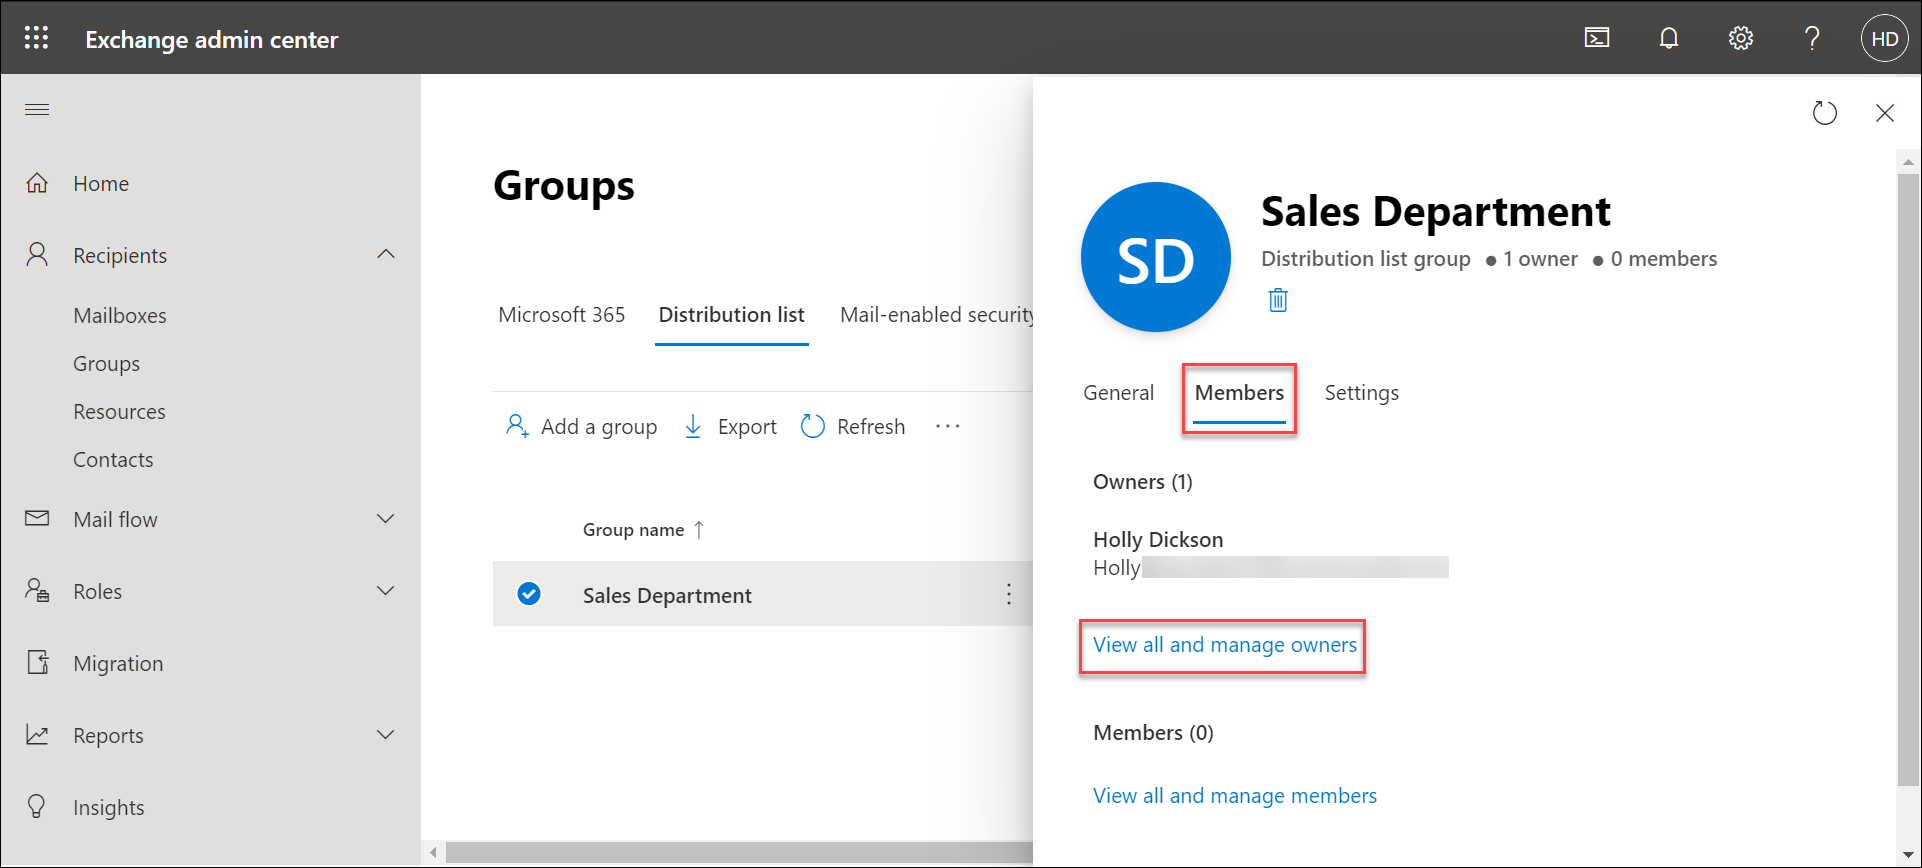 Exchange admin center
HD
Home
Recipients
Mailboxes
Groups
Resources
Contacts
Mail flow
Roles
Migration
Reports
Insights
Groups
Microsoft 365 Distribution list Mail-enabled security
Add a group Export Refresh
Group name ↑
Sales Department
SD
Sales Department
Distribution list group ● 1 owner ● 0 members
General Members Settings
Owners (1)
Holly Dickson
Holly
View all and manage owners
Members (0)
View all and manage members